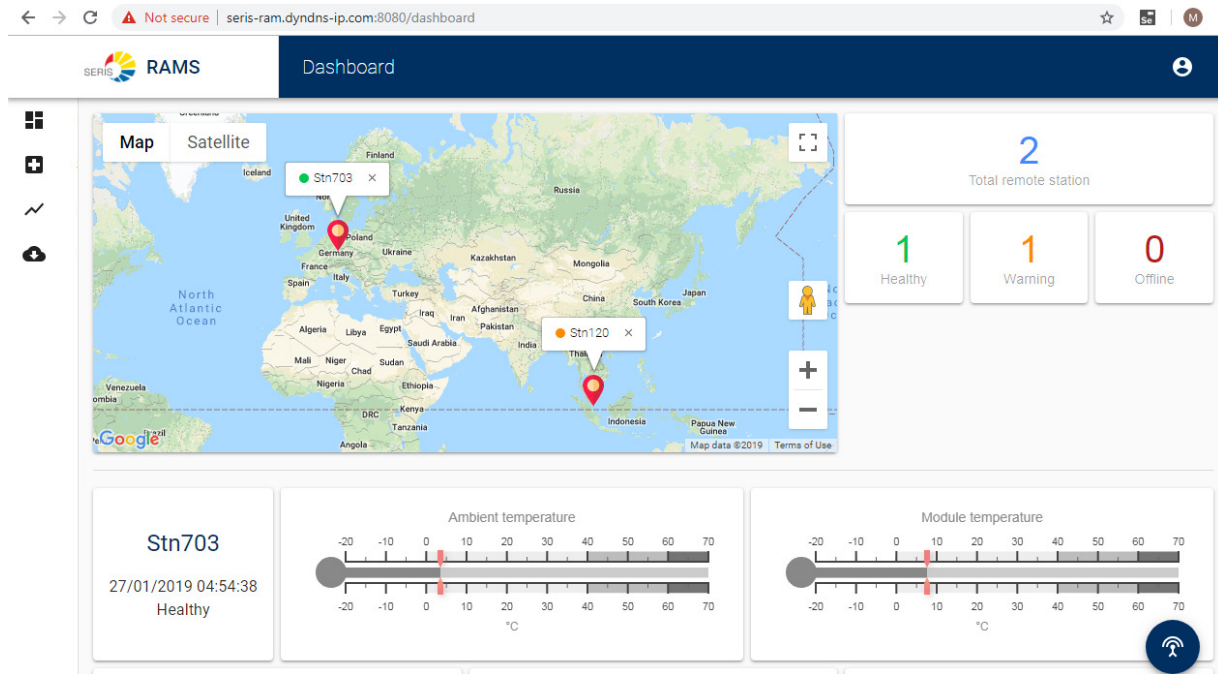 Not secure | seris-ram.dyndns-ip.com:8080/dashboard
Se
M
SERIS RAMS
Dashboard
Map Satellite
Finland
Iceland
Stn703 ×
Russia
United
Kingdom
Poland
Germany
Ukraine
Kazakhstan
Mongolia
France
Italy
Spain
Turkey
China
South Korea
Japan
North
Atlantic
Ocean
Iraq
Iran
Afghanistan
Pakistan
Algeria
Libya
Egypt
Saudi Arabia
India
Stn120 ×
Mali
Niger
Chad
Sudan
Nigeria
Ethiopia
Venezuela
ombia
DRC
Kenya
Tanzania
Indonesia
Papua New
Guinea
Angola
Google
Map data ©2019 Terms of Use
2
Total remote station
1
Healthy
1
Warning
0
Offline
Stn703
27/01/2019 04:54:38
Healthy
Ambient temperature
-20 -10 0 10 20 30 40 50 60 70
-20 -10 0 10 20 30 40 50 60 70
°C
Module temperature
-20 -10 0 10 20 30 40 50 60 70
-20 -10 0 10 20 30 40 50 60 70
°C